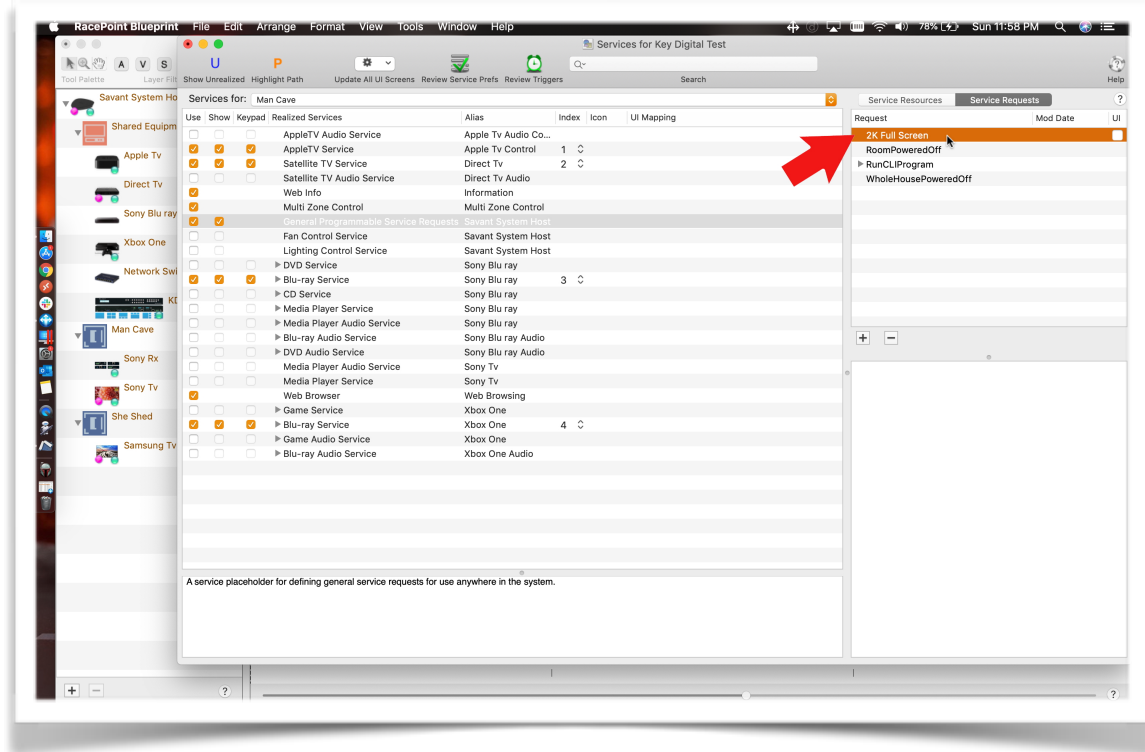 RacePoint Blueprint File Edit Arrange Format View Tools Window Help 78% Sun 11:58 PM
Services for Key Digital Test
A V S
U P
Tool Palette Layer Filt
Show Unrealized Highlight Path Update All UI Screens Review Service Prefs Review Triggers Search Help
Savant System Ho
Shared Equipm
Apple Tv
Direct Tv
Sony Blu ray
Xbox One
Network Swi
KD
Man Cave
Sony Rx
Sony Tv
She Shed
Samsung Tv
Services for: Man Cave
Use Show Keypad Realized Services Alias Index Icon UI Mapping
AppleTV Audio Service Apple Tv Audio Co...
AppleTV Service Apple Tv Control 1
Satellite TV Service Direct Tv 2
Satellite TV Audio Service Direct Tv Audio
Web Info Information
Multi Zone Control Multi Zone Control
General Programmable Service Requests Savant System Host
Fan Control Service Savant System Host
Lighting Control Service Savant System Host
DVD Service Sony Blu ray
Blu-ray Service Sony Blu ray 3
CD Service Sony Blu ray
Media Player Service Sony Blu ray
Media Player Audio Service Sony Blu ray
Blu-ray Audio Service Sony Blu ray Audio
DVD Audio Service Sony Blu ray Audio
Media Player Audio Service Sony Tv
Media Player Service Sony Tv
Web Browser Web Browsing
Game Service Xbox One
Blu-ray Service Xbox One 4
Game Audio Service Xbox One
Blu-ray Audio Service Xbox One Audio
A service placeholder for defining general service requests for use anywhere in the system.
Service Resources Service Requests ?
Request Mod Date UI
2K Full Screen
RoomPoweredOff
RunCLIProgram
WholeHousePoweredOff
+ −
+ − ? ?